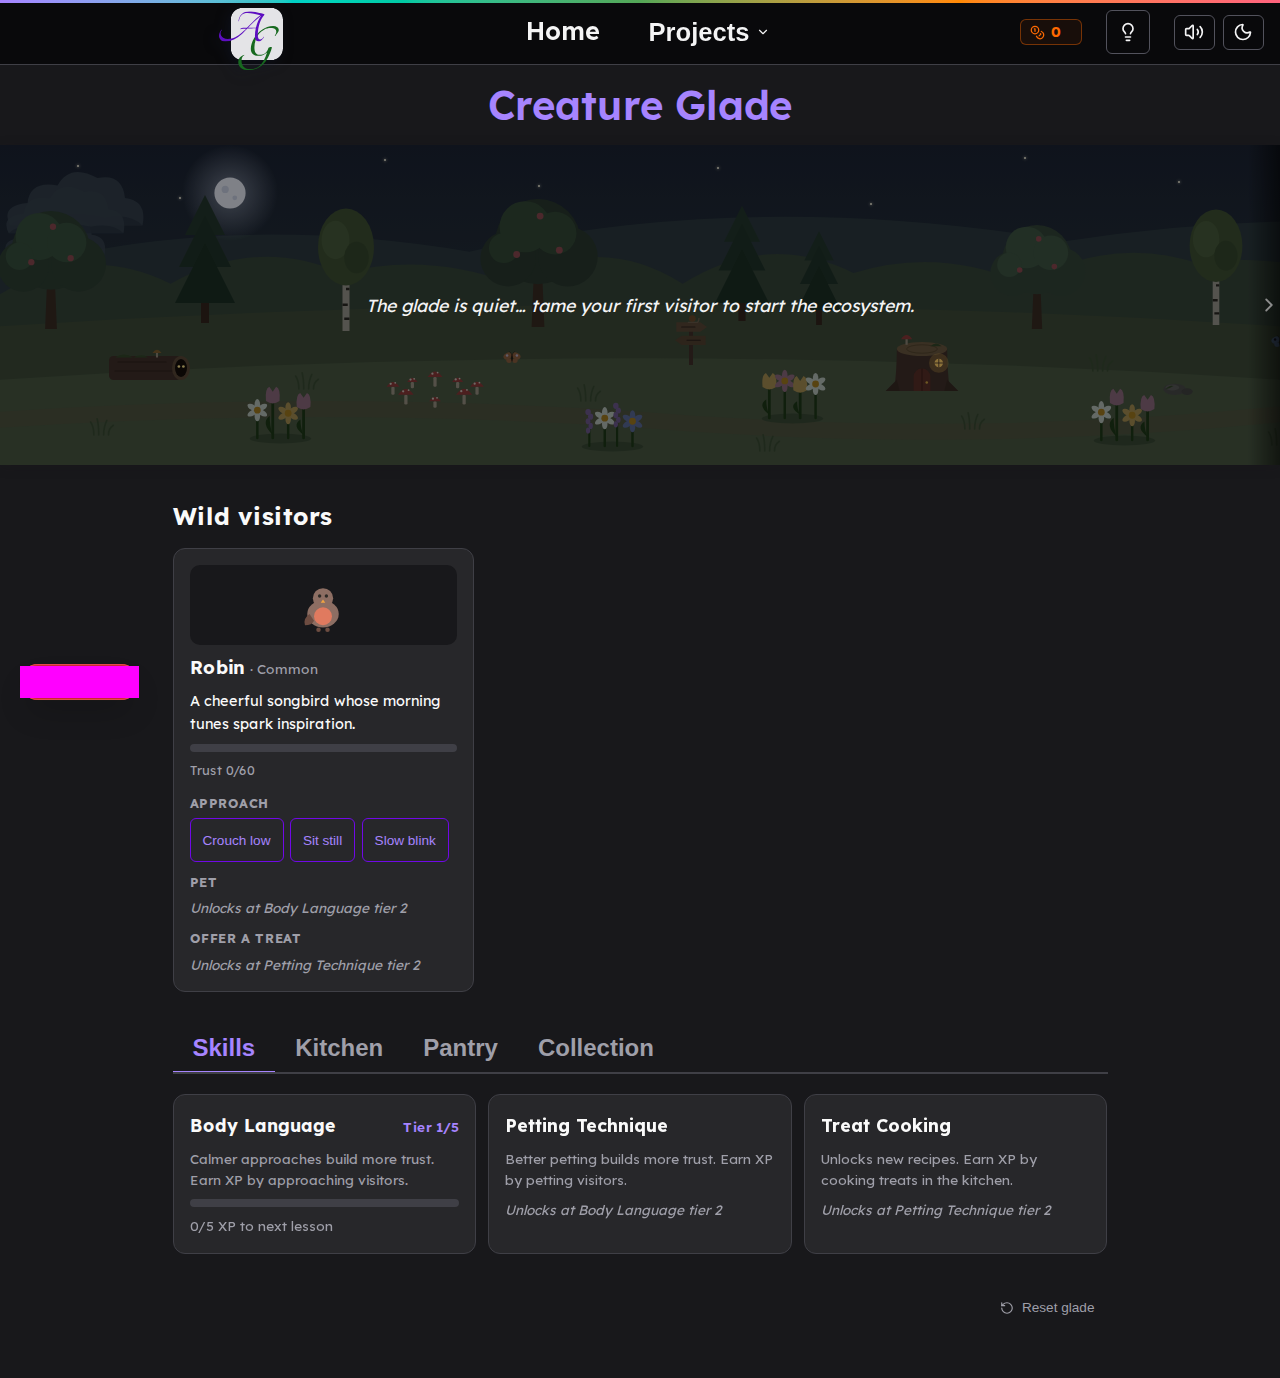 AG
Home
Projects
0
Creature Glade
The glade is quiet... tame your first visitor to start the ecosystem.
Wild visitors
Robin · Common
A cheerful songbird whose morning
tunes spark inspiration.
Trust 0/60
APPROACH
Crouch low
Sit still
Slow blink
PET
Unlocks at Body Language tier 2
OFFER A TREAT
Unlocks at Petting Technique tier 2
Skills
Kitchen
Pantry
Collection
Body Language
Tier 1/5
Calmer approaches build more trust.
Earn XP by approaching visitors.
0/5 XP to next lesson
Petting Technique
Better petting builds more trust. Earn XP
by petting visitors.
Unlocks at Body Language tier 2
Treat Cooking
Unlocks new recipes. Earn XP by
cooking treats in the kitchen.
Unlocks at Petting Technique tier 2
Reset glade